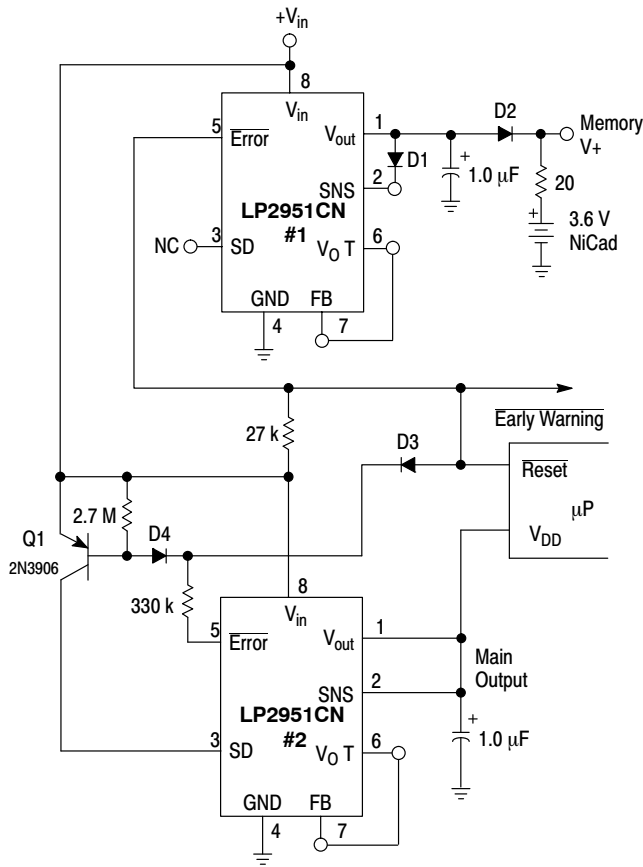 +Vin
8
Vin
5
Error
Vout
1
D2
Memory
V+
D1
2
SNS
+
1.0 μF
20
LP2951CN
#1
3
SD
NC
VO T
6
+
3.6 V
NiCad
GND
FB
4
7
27 k
Early Warning
D3
Reset
μP
VDD
2.7 M
D4
Q1
2N3906
330 k
8
Vin
5
Error
Vout
1
Main
Output
SNS
2
LP2951CN
#2
3
SD
VO T
6
+
1.0 μF
GND
FB
4
7